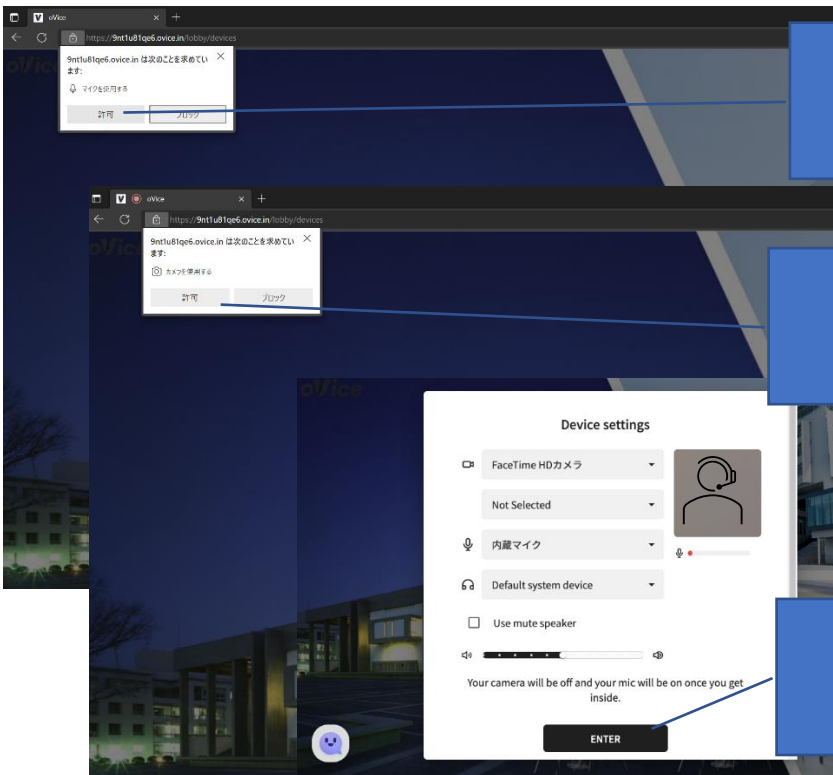 oVice
https://9nt1u81qe6.ovice.in/lobby/devices
oVice
9nt1u81qe6.ovice.in は次のことを求めてい
ます:
マイクを使用する
許可 ブロック
oVice
https://9nt1u81qe6.ovice.in/lobby/devices
oVice
9nt1u81qe6.ovice.in は次のことを求めてい
ます:
カメラを使用する
許可 ブロック
oVice
Device settings
FaceTime HDカメラ
Not Selected
内蔵マイク
Default system device
Use mute speaker
Your camera will be off and your mic will be on once you get
inside.
ENTER